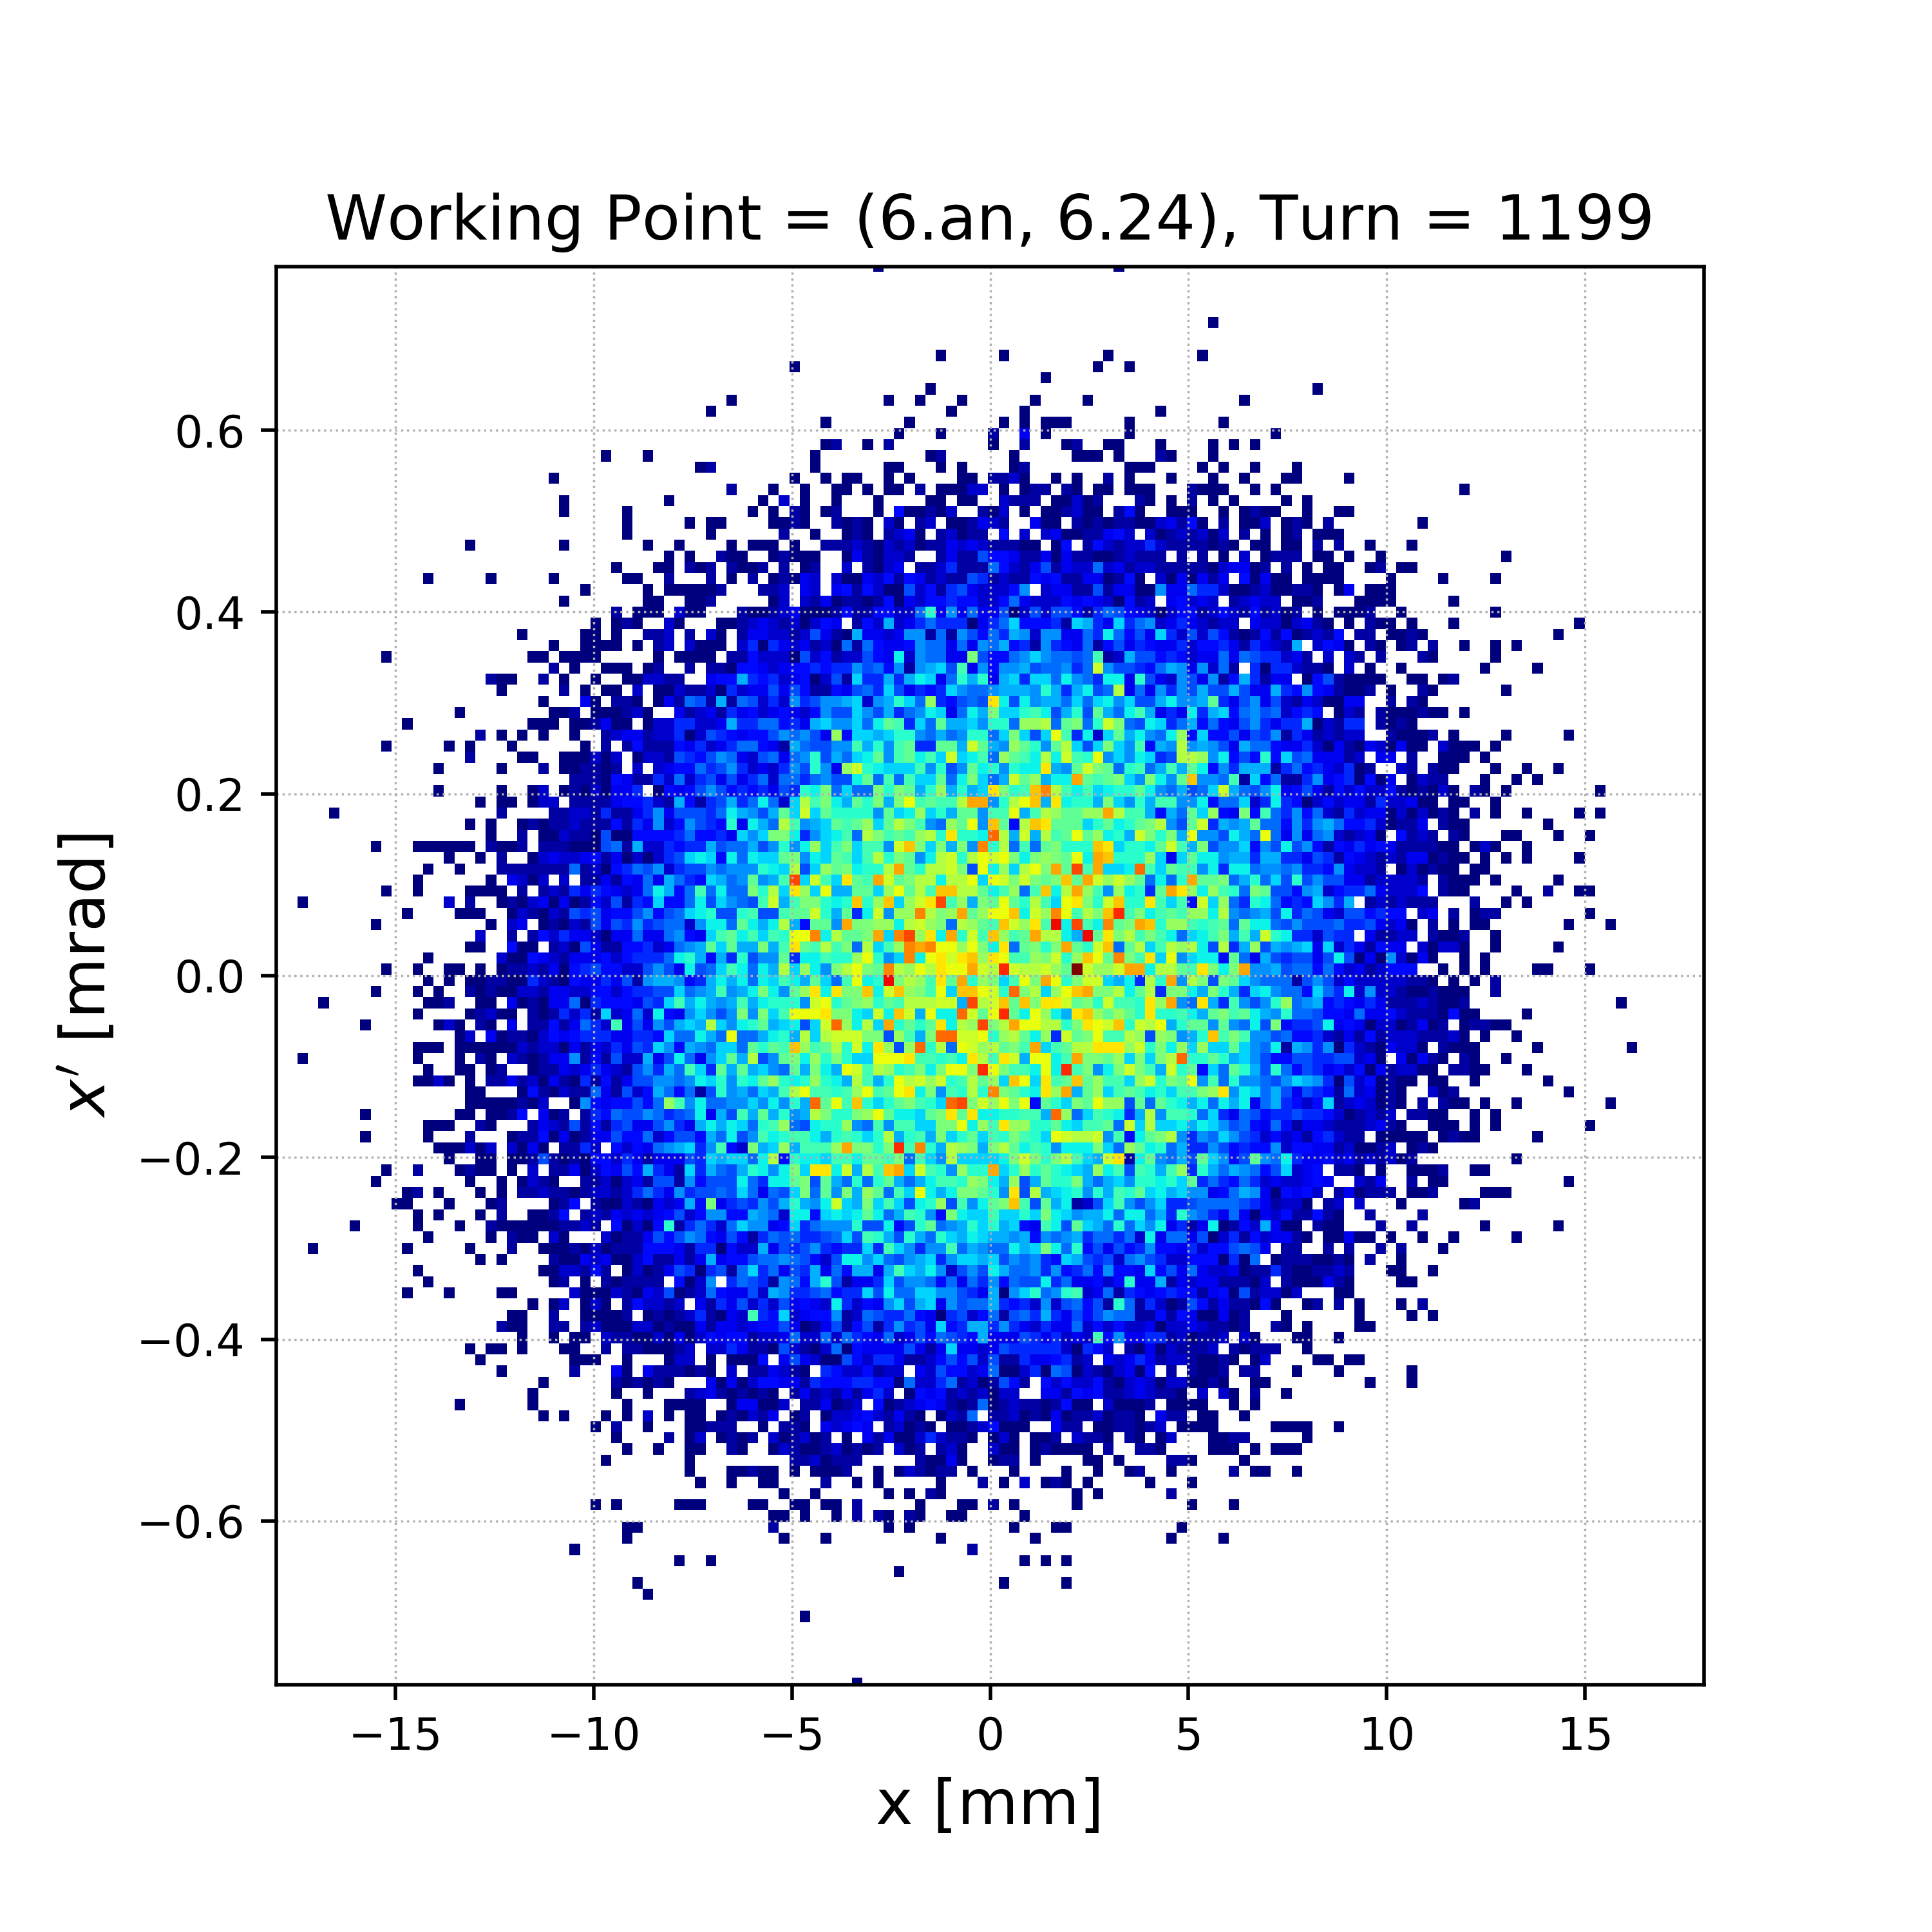 Working Point = (6.an, 6.24), Turn = 1199
0.6
0.4
0.2
0.0
−0.2
−0.4
−0.6
x′ [mrad]
−15 −10 −5 0 5 10 15
x [mm]